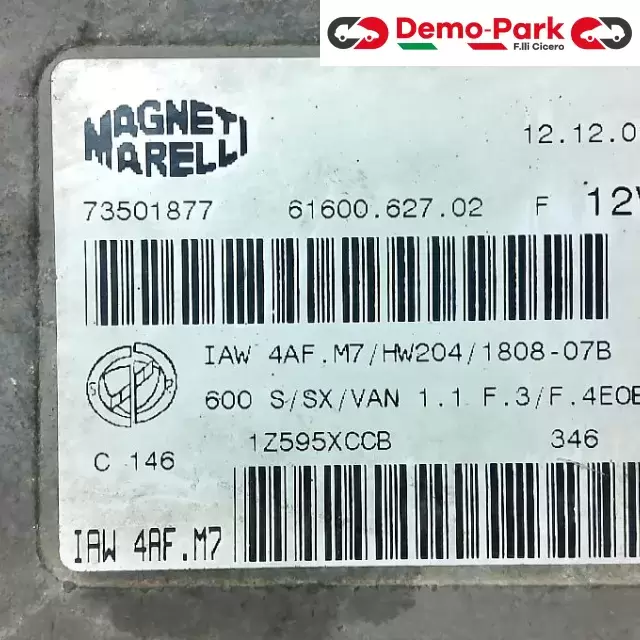 Demo-Park
F.lli Cicero
MAGNETI
MARELLI
12.12.0
73501877 61600.627.02 F 12V
IAW 4AF.M7/HW204/1808-07B
600 S/SX/VAN 1.1 F.3/F.4EOB
1Z595XCCB 346
C 146
IAW 4AF.M7